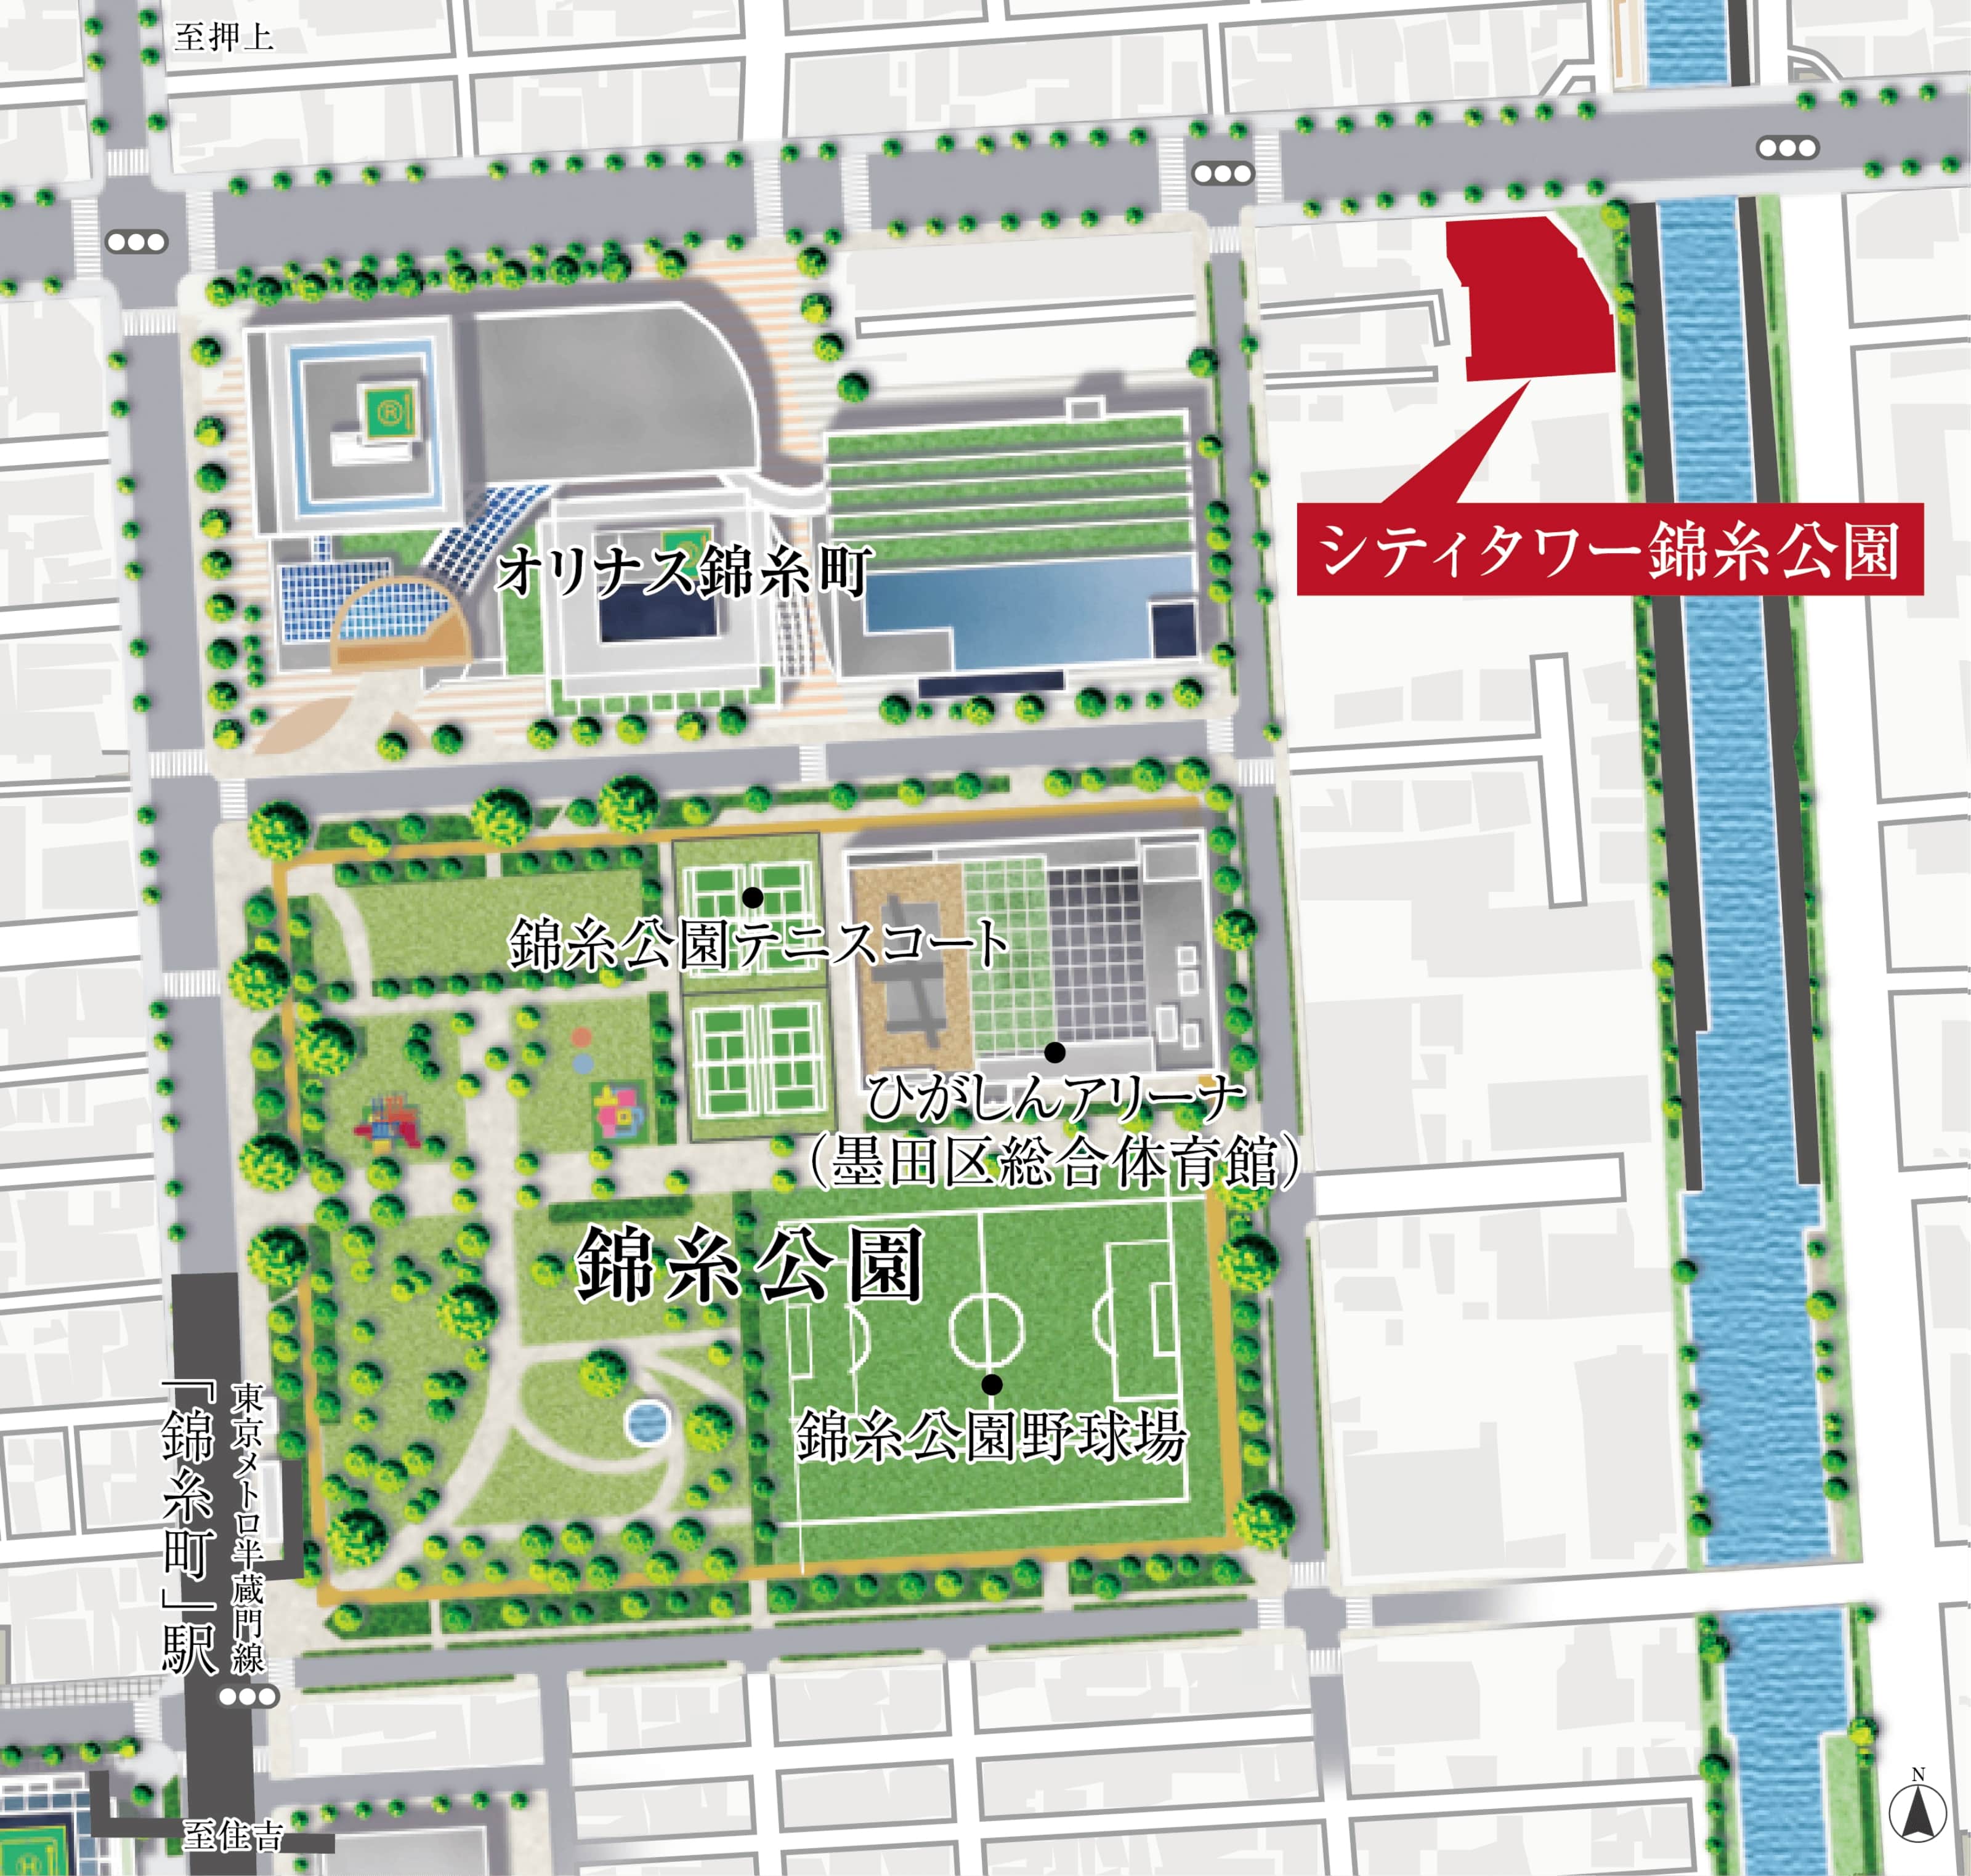 至押上
シティタワー錦糸公園
オリナス錦糸町
錦糸公園テニスコート
ひがしんアリーナ
（墨田区総合体育館）
錦糸公園
錦糸公園野球場
東京メトロ半蔵門線
「錦糸町」駅
至住吉
N
R
H